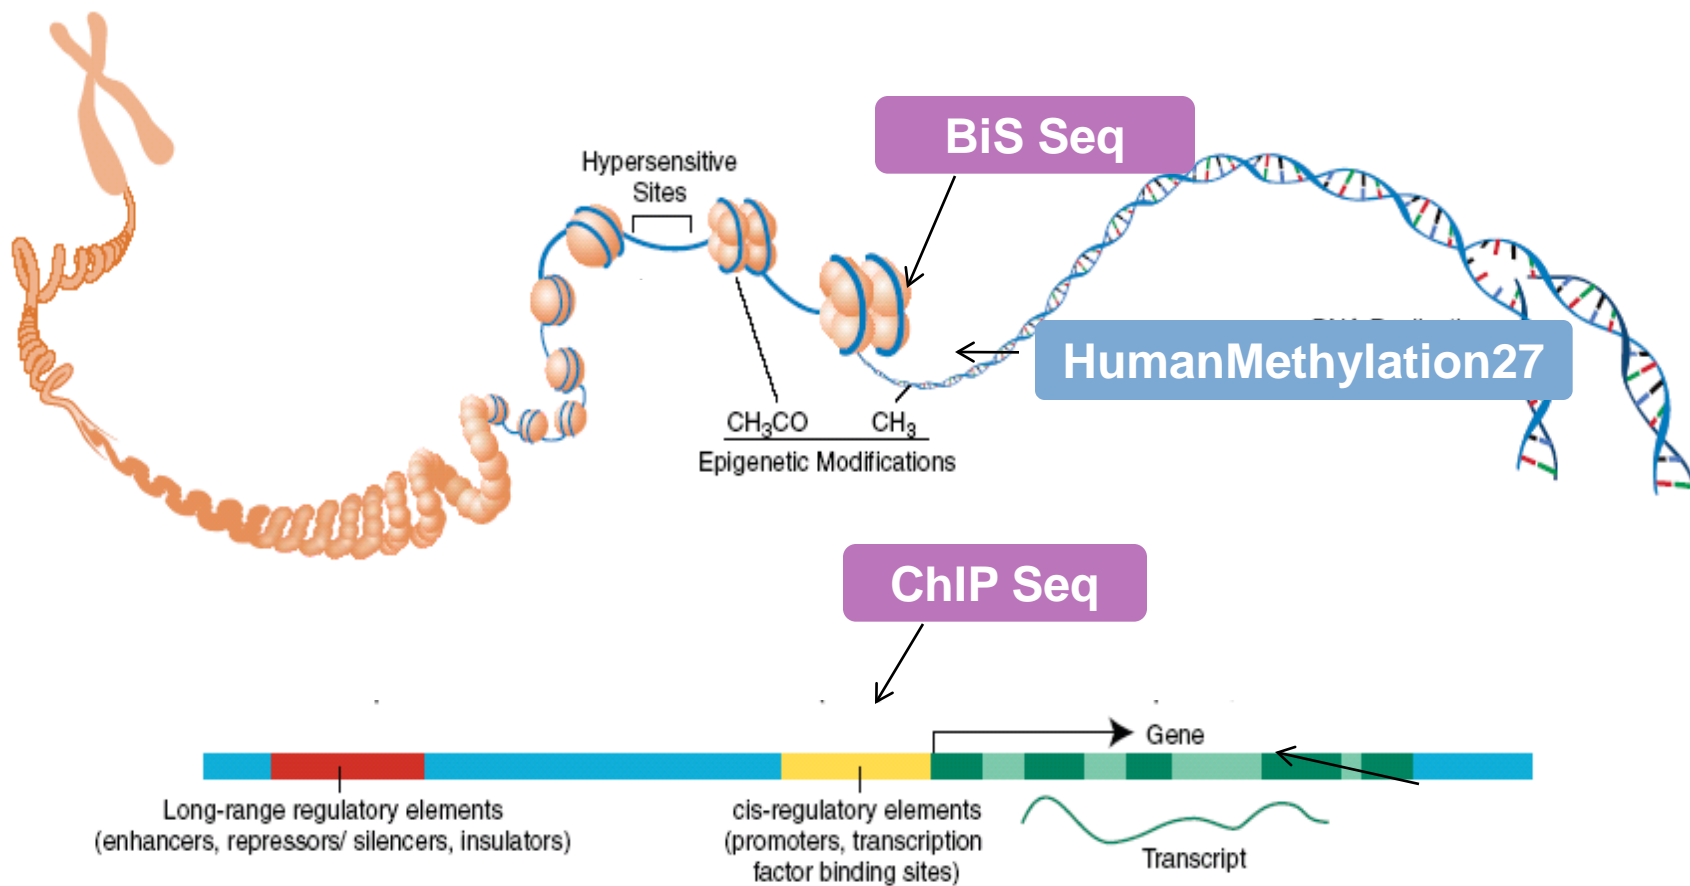 BiS Seq
Hypersensitive
Sites
HumanMethylation27
CH₃CO
CH₃
Epigenetic Modifications
ChIP Seq
Gene
Long-range regulatory elements
(enhancers, repressors/ silencers, insulators)
cis-regulatory elements
(promoters, transcription
factor binding sites)
Transcript